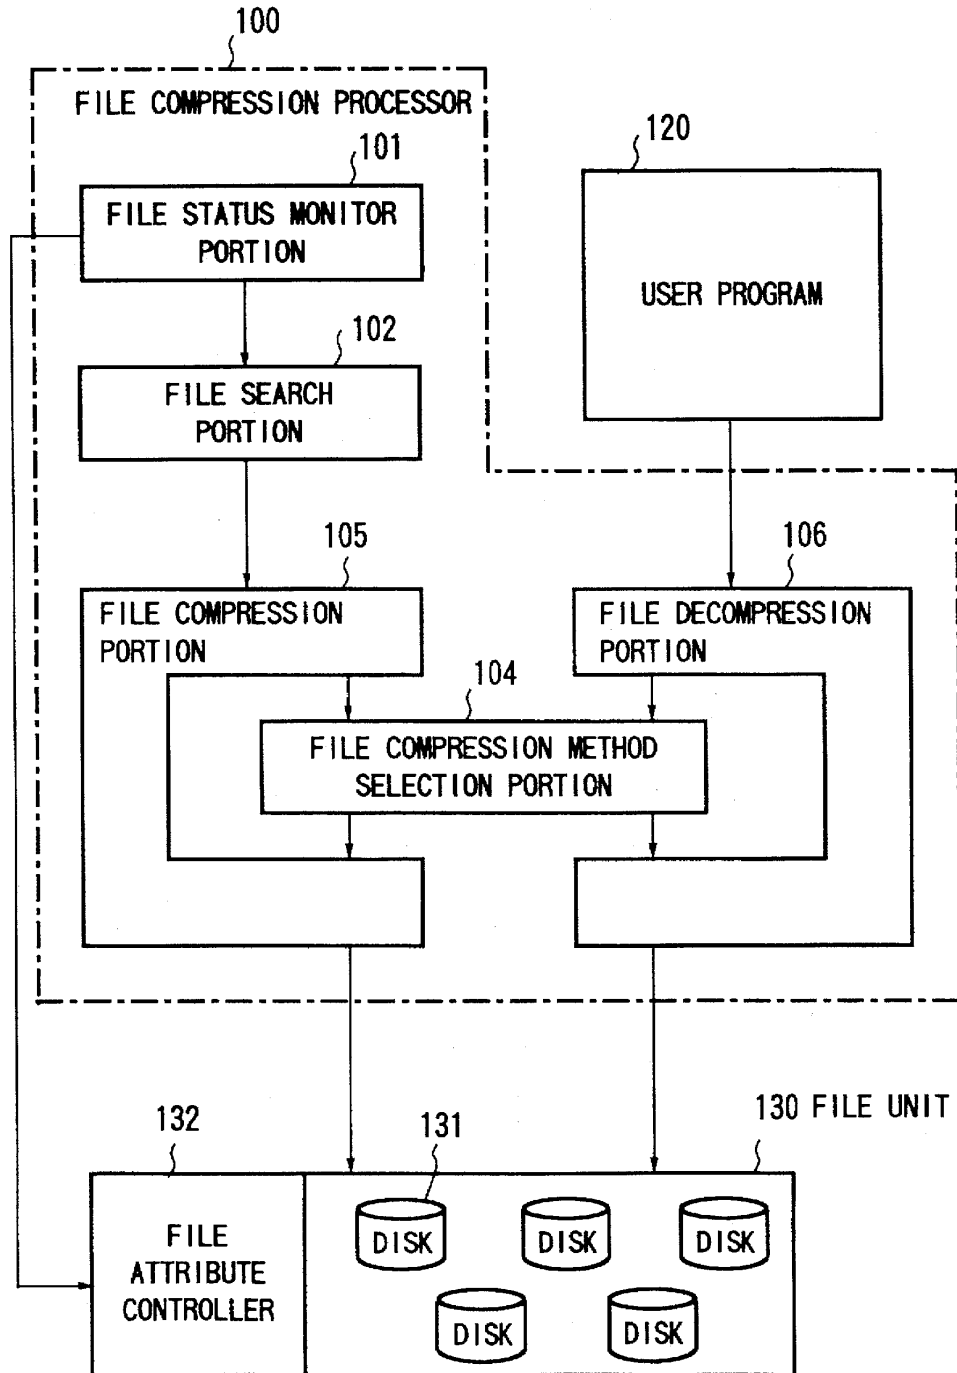 100
FILE COMPRESSION PROCESSOR
101
FILE STATUS MONITOR
PORTION
120
USER PROGRAM
102
FILE SEARCH
PORTION
105
FILE COMPRESSION
PORTION
106
FILE DECOMPRESSION
PORTION
104
FILE COMPRESSION METHOD
SELECTION PORTION
132
131
130 FILE UNIT
FILE
ATTRIBUTE
CONTROLLER
DISK
DISK
DISK
DISK
DISK